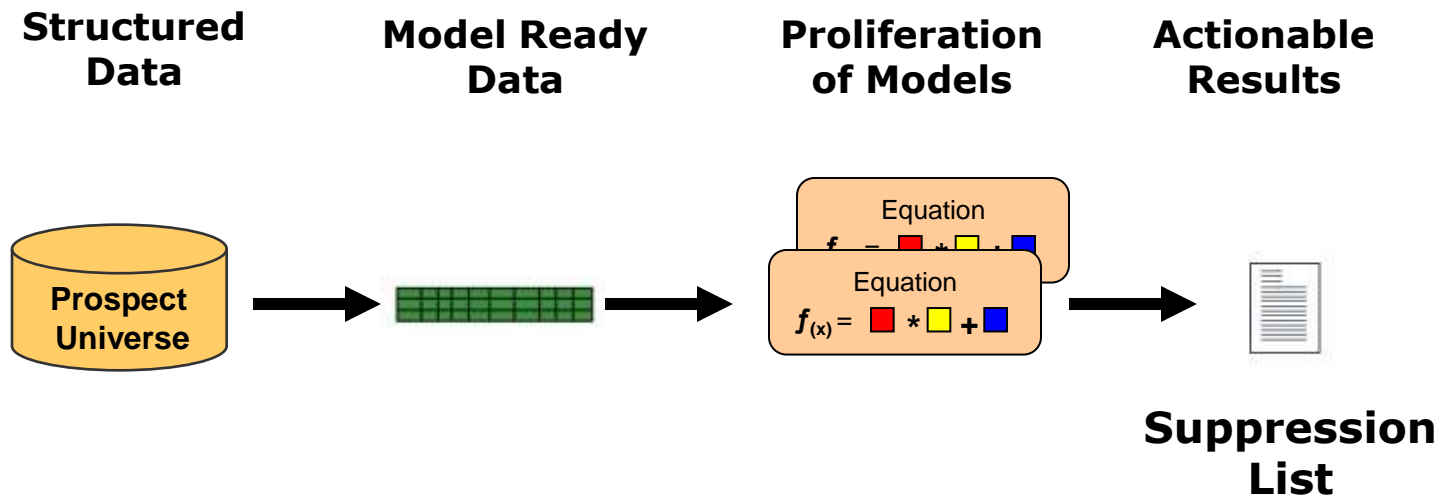 Structured
Data
Model Ready
Data
Proliferation
of Models
Actionable
Results
Prospect
Universe
Equation
Equation
f(x) = * +
Suppression
List